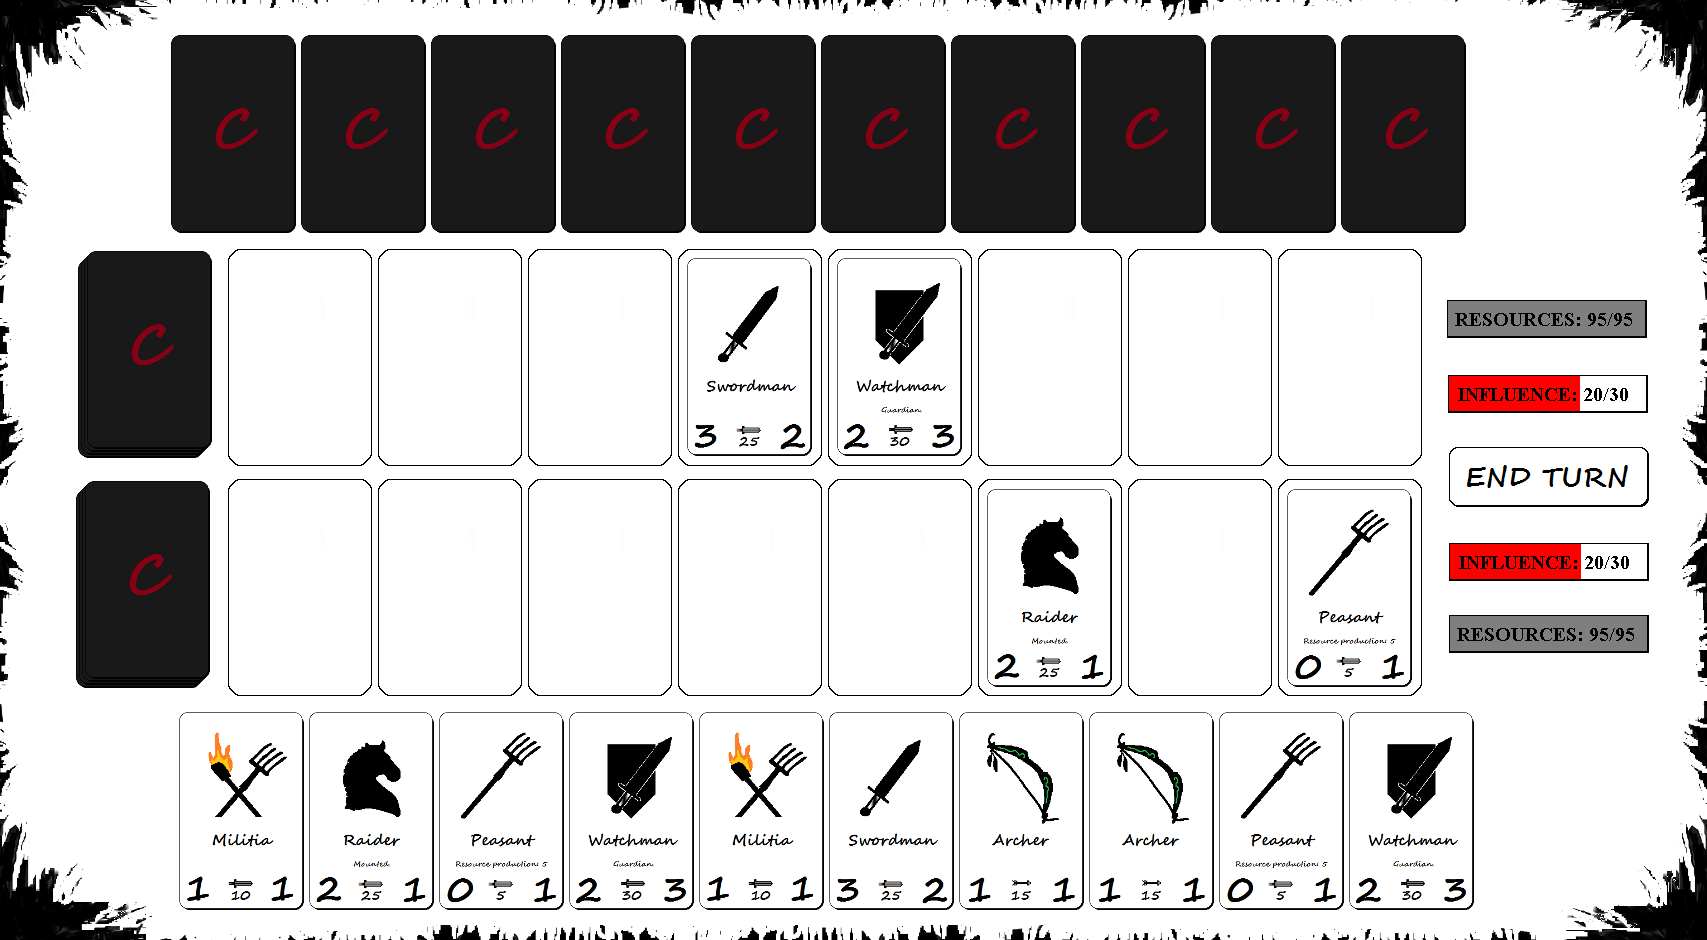 C C C C C C C C C C
C
Swordman
3 25 2
Watchman
Guardian
2 30 3
RESOURCES: 95/95
INFLUENCE: 20/30
END TURN
C
Raider
Mounted
2 25 1
Peasant
Resource production: 5
0 5 1
INFLUENCE: 20/30
RESOURCES: 95/95
Militia
1 10 1
Raider
Mounted
2 25 1
Peasant
Resource production: 5
0 5 1
Watchman
Guardian
2 30 3
Militia
1 10 1
Swordman
3 25 2
Archer
1 15 1
Archer
1 15 1
Peasant
Resource production: 5
0 5 1
Watchman
Guardian
2 30 3